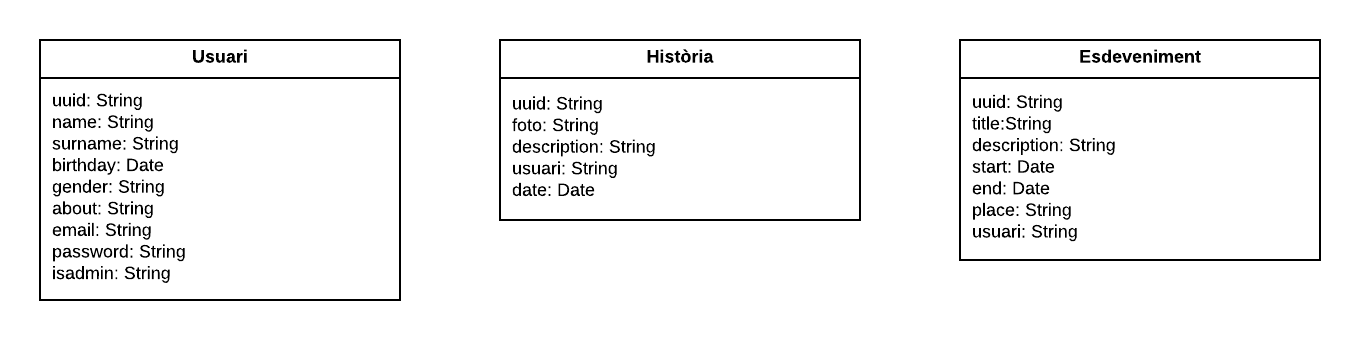 Usuari
uuid: String
name: String
surname: String
birthday: Date
gender: String
about: String
email: String
password: String
isadmin: String
Història
uuid: String
foto: String
description: String
usuari: String
date: Date
Esdeveniment
uuid: String
title:String
description: String
start: Date
end: Date
place: String
usuari: String